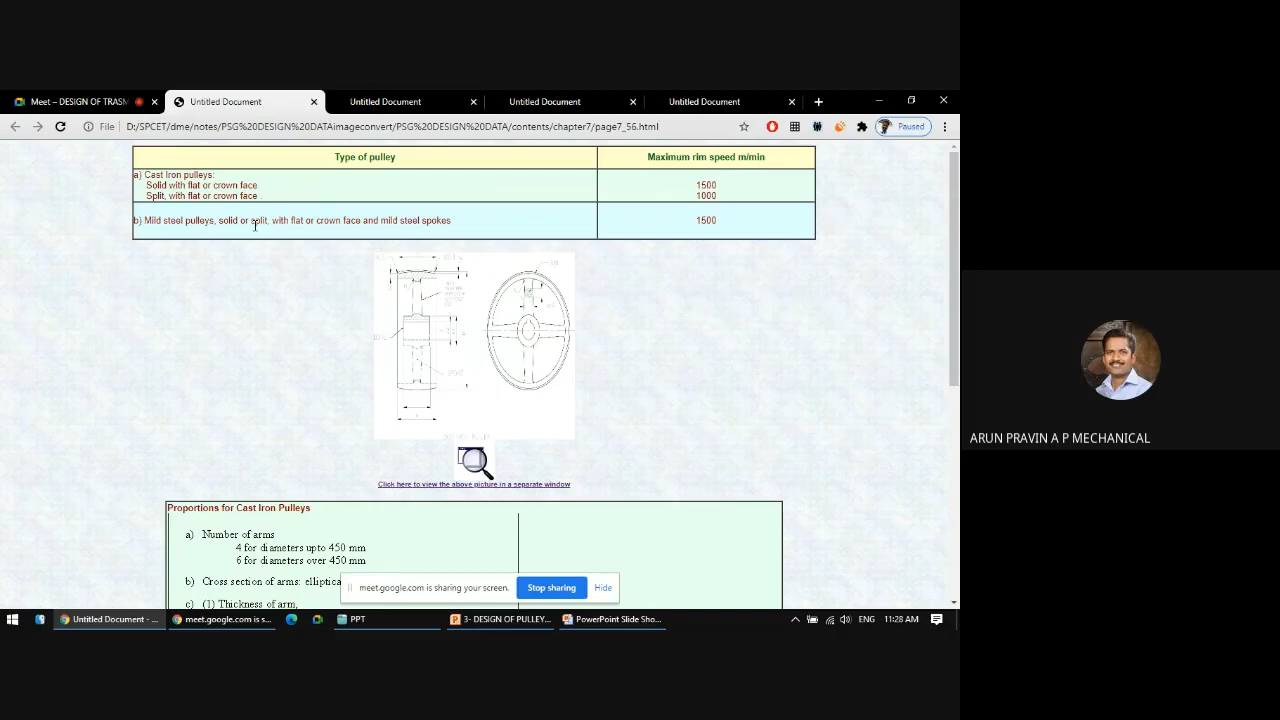 Meet – DESIGN OF TRASM
Untitled Document
Untitled Document
Untitled Document
Untitled Document
File
D:/SPCET/dme/notes/PSG%20DESIGN%20DATAimageconvert/PSG%20DESIGN%20DATA/contents/chapter7/page7_56.html
Paused
Type of pulley
Maximum rim speed m/min
a) Cast Iron pulleys:
Solid with flat or crown face
1500
Split, with flat or crown face .
1000
b) Mild steel pulleys, solid or split, with flat or crown face and mild steel spokes
1500
Click here to view the above picture in a separate window
Proportions for Cast Iron Pulleys
a) Number of arms
4 for diameters upto 450 mm
6 for diameters over 450 mm
b) Cross section of arms: elliptica
c) (1) Thickness of arm,
meet.google.com is sharing your screen.
Stop sharing
Hide
ARUN PRAVIN A P MECHANICAL
Untitled Document - ...
meet.google.com is s...
PPT
3- DESIGN OF PULLEY...
PowerPoint Slide Sho...
ENG
11:28 AM